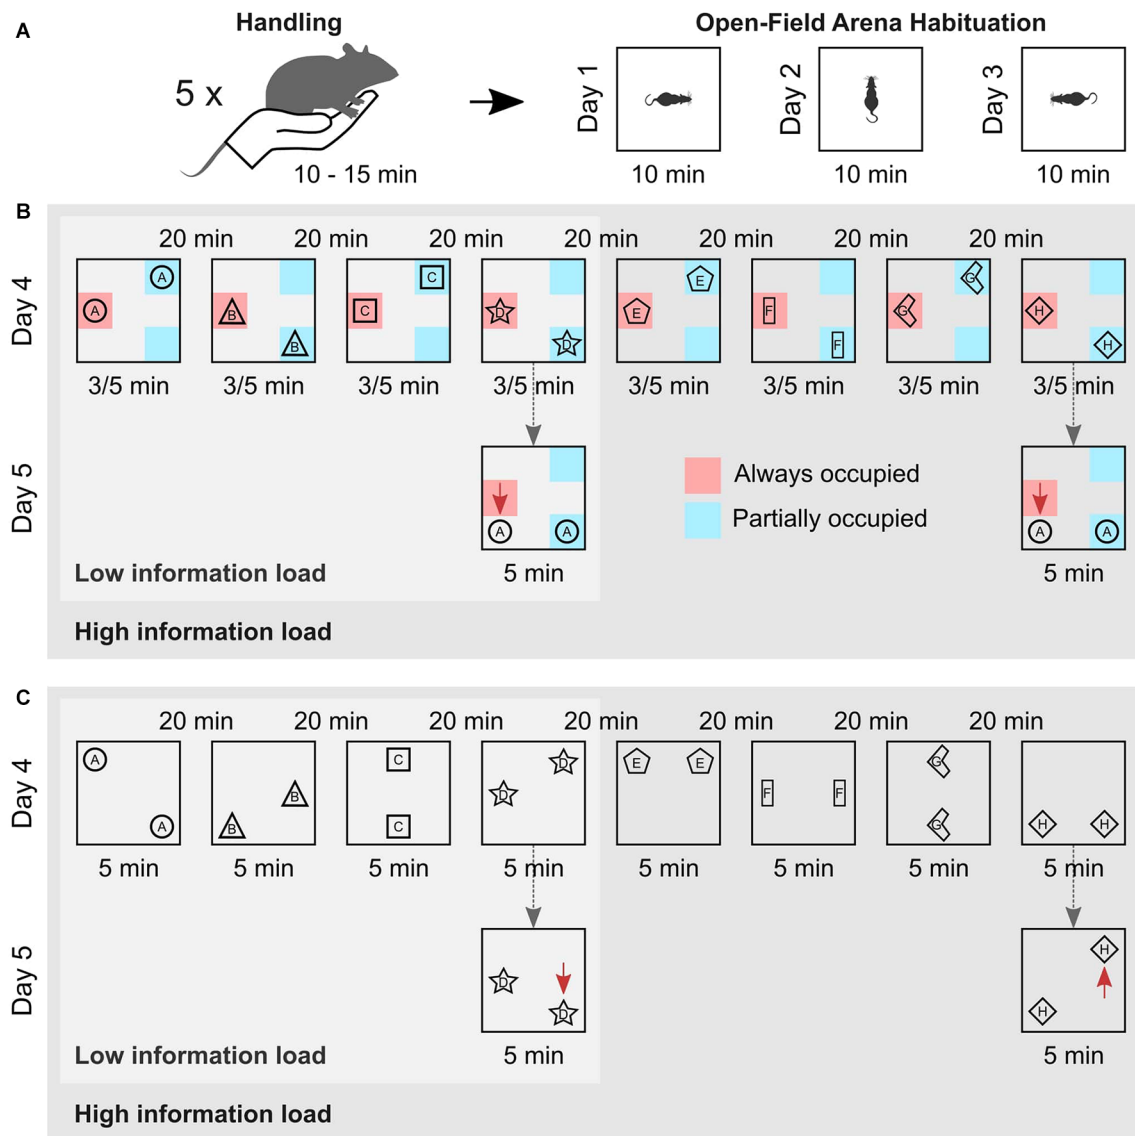 A
Handling
Open-Field Arena Habituation
5 x
10 - 15 min
Day 1
Day 2
Day 3
10 min 10 min 10 min
B
20 min 20 min 20 min 20 min 20 min 20 min 20 min
Day 4
A A B B C C D D E E F F G G H H
3/5 min 3/5 min 3/5 min 3/5 min 3/5 min 3/5 min 3/5 min 3/5 min
Day 5
A A
Always occupied
Partially occupied
A A
5 min 5 min
Low information load
High information load
C
20 min 20 min 20 min 20 min 20 min 20 min 20 min
Day 4
A A B B C C D D E E F F G G H H
5 min 5 min 5 min 5 min 5 min 5 min 5 min 5 min
Day 5
D D
H H
5 min 5 min
Low information load
High information load